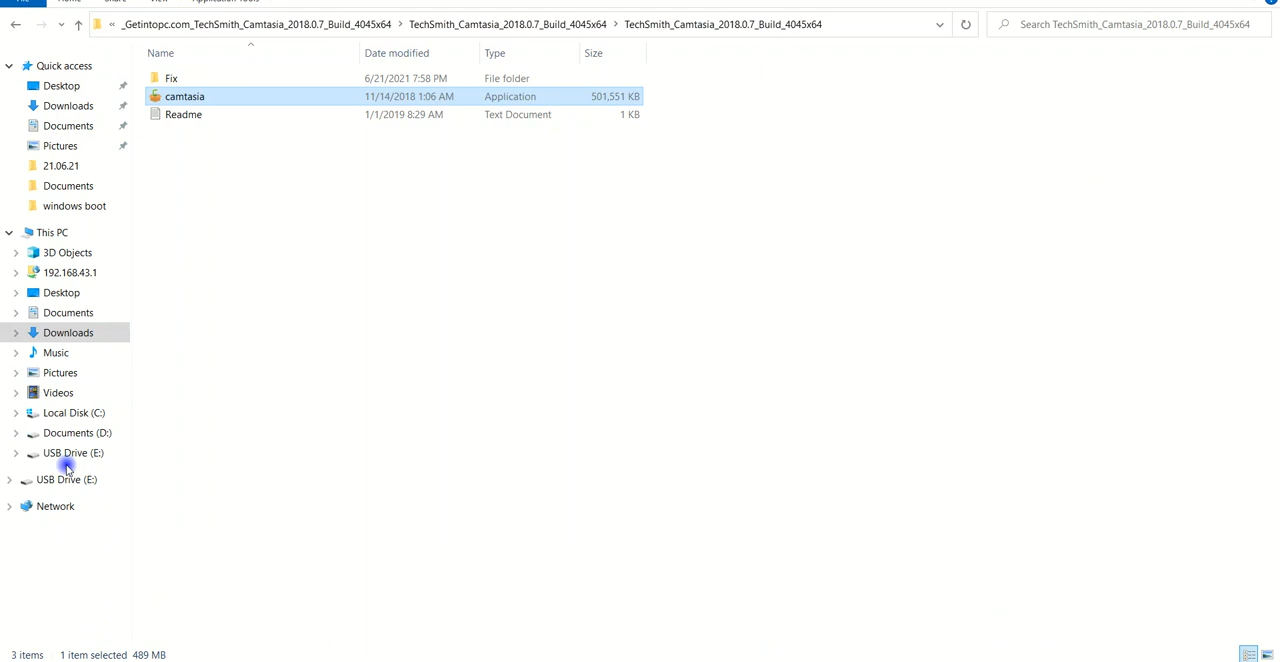 « _Getintopc.com_TechSmith_Camtasia_2018.0.7_Build_4045x64 › TechSmith_Camtasia_2018.0.7_Build_4045x64 › TechSmith_Camtasia_2018.0.7_Build_4045x64
Search TechSmith_Camtasia_2018.0.7_Build_4045x64
Name Date modified Type Size
Fix 6/21/2021 7:58 PM File folder
camtasia 11/14/2018 1:06 AM Application 501,551 KB
Readme 1/1/2019 8:29 AM Text Document 1 KB
Quick access
Desktop
Downloads
Documents
Pictures
21.06.21
Documents
windows boot
This PC
3D Objects
192.168.43.1
Desktop
Documents
Downloads
Music
Pictures
Videos
Local Disk (C:)
Documents (D:)
USB Drive (E:)
USB Drive (E:)
Network
3 items 1 item selected 489 MB